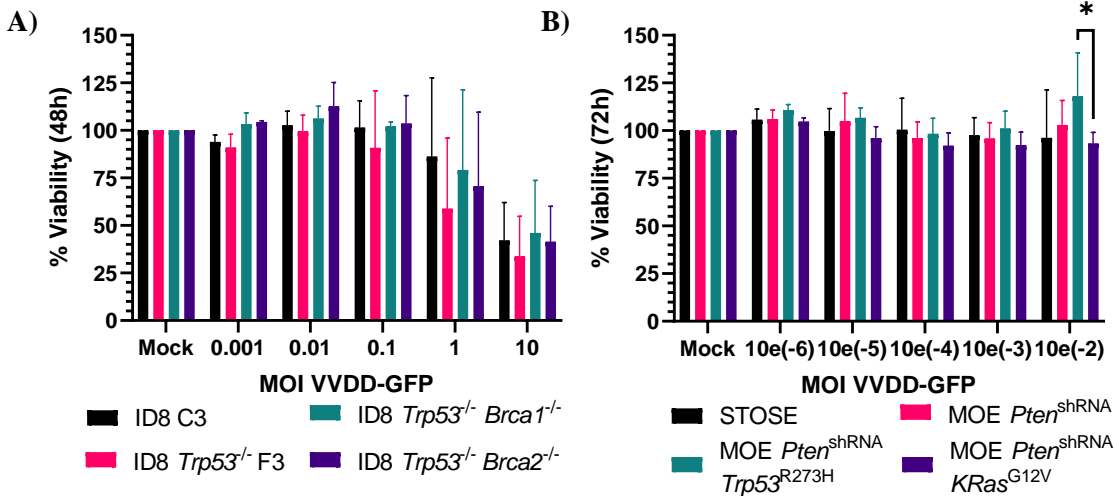 A)
150
125
100
75
50
25
0
% Viability (48h)
Mock 0.001 0.01 0.1 1 10
MOI VVDD-GFP
ID8 C3
ID8 Trp53-/- Brca1-/-
ID8 Trp53-/- F3
ID8 Trp53-/- Brca2-/-
B)
*
150
125
100
75
50
25
0
% Viability (72h)
Mock 10e(-6) 10e(-5) 10e(-4) 10e(-3) 10e(-2)
MOI VVDD-GFP
STOSE
MOE PtenshRNA
MOE PtenshRNA
Trp53R273H
MOE PtenshRNA
KRasG12V